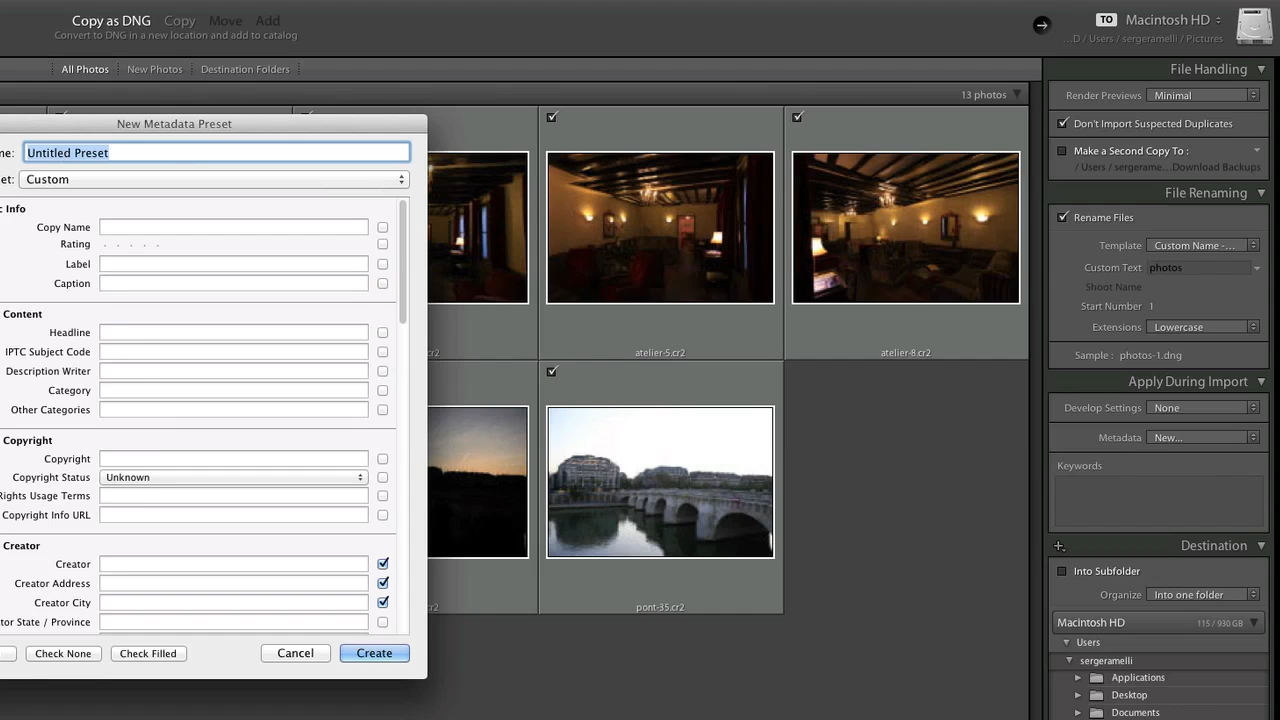 Copy as DNG Copy Move Add
Convert to DNG in a new location and add to catalog
TO Macintosh HD
...D / Users / sergeramelli / Pictures
All Photos New Photos Destination Folders
13 photos
New Metadata Preset
ne: Untitled Preset
et: Custom
c Info
Copy Name
Rating . . . . .
Label
Caption
Content
Headline
IPTC Subject Code
Description Writer
Category
Other Categories
Copyright
Copyright
Copyright Status Unknown
Rights Usage Terms
Copyright Info URL
Creator
Creator
Creator Address
Creator City
tor State / Province
Check None Check Filled Cancel Create
cr2
atelier-5.cr2
atelier-8.cr2
cr2
pont-35.cr2
File Handling
Render Previews Minimal
Don't Import Suspected Duplicates
Make a Second Copy To :
/ Users / sergerame...Download Backups
File Renaming
Rename Files
Template Custom Name -...
Custom Text photos
Shoot Name
Start Number 1
Extensions Lowercase
Sample : photos-1.dng
Apply During Import
Develop Settings None
Metadata New...
Keywords
Destination
Into Subfolder
Organize Into one folder
Macintosh HD 115 / 930 GB
Users
sergeramelli
Applications
Desktop
Documents